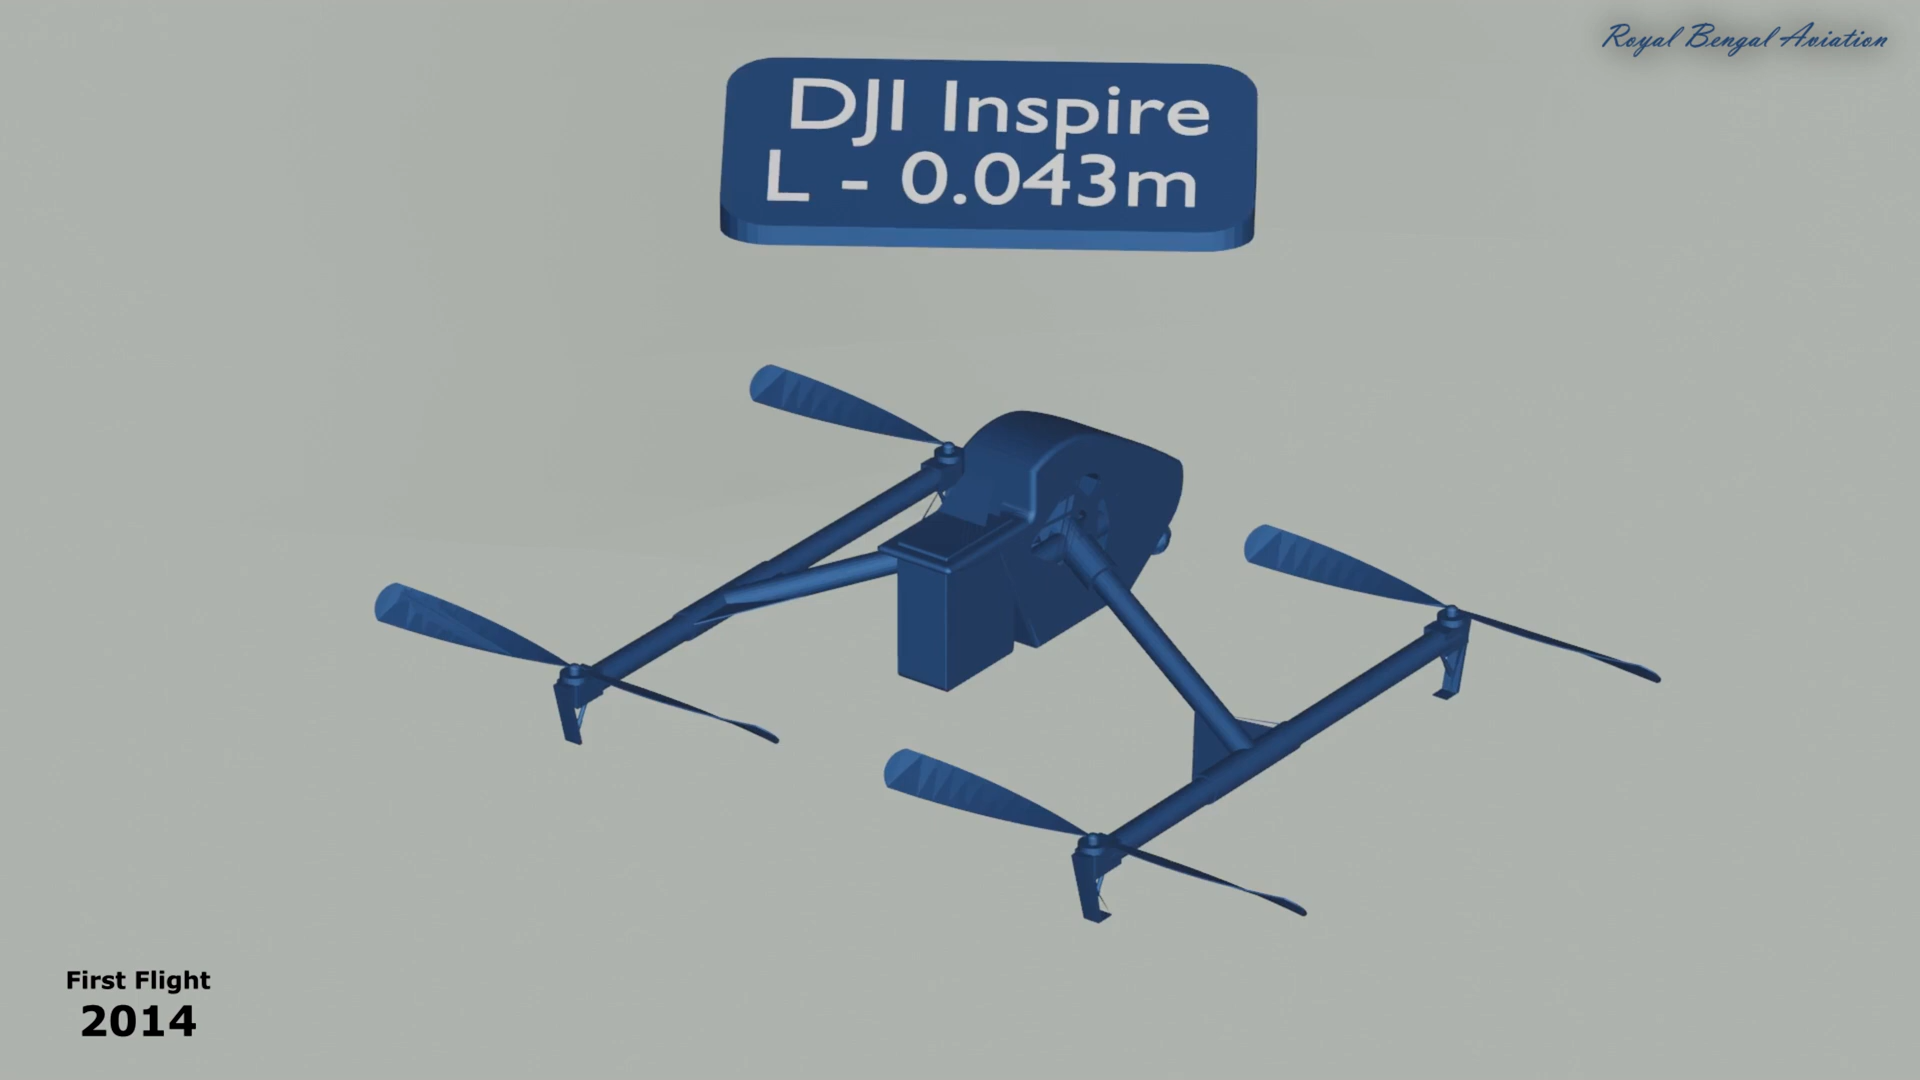 Royal Bengal Aviation
DJI Inspire
L - 0.043m
First Flight
2014